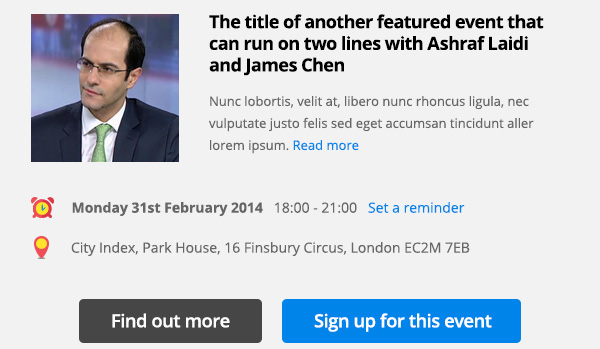 The title of another featured event that
can run on two lines with Ashraf Laidi
and James Chen
Nunc lobortis, velit at, libero nunc rhoncus ligula, nec
vulputate justo felis sed eget accumsan tincidunt aller
lorem ipsum. Read more
Monday 31st February 2014 18:00 - 21:00 Set a reminder
City Index, Park House, 16 Finsbury Circus, London EC2M 7EB
Find out more
Sign up for this event